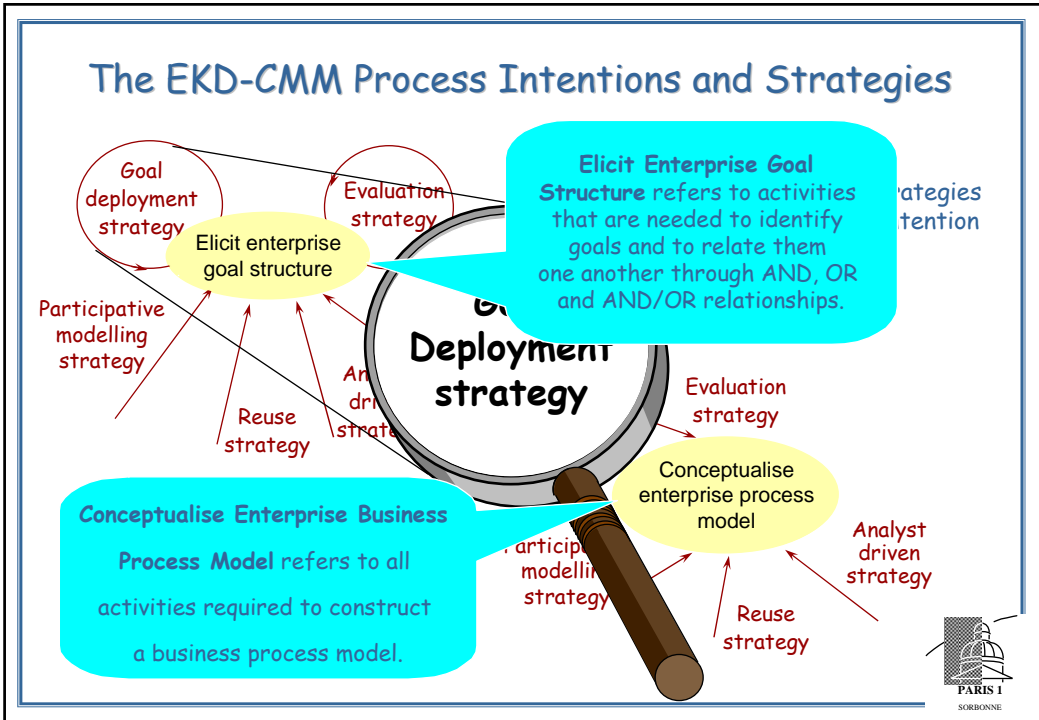 The EKD-CMM Process Intentions and Strategies
Goal
deployment
strategy
Evaluation
strategy
Elicit enterprise
goal structure
Participative
modelling
strategy
Reuse
strategy
Elicit Enterprise Goal
Structure refers to activities
that are needed to identify
goals and to relate them
one another through AND, OR
and AND/OR relationships.
Deployment
strategy
Evaluation
strategy
Conceptualise
enterprise process
model
Conceptualise Enterprise Business
Process Model refers to all
activities required to construct
a business process model.
strategy
Reuse
strategy
Analyst
driven
strategy
PARIS 1
SORBONNE